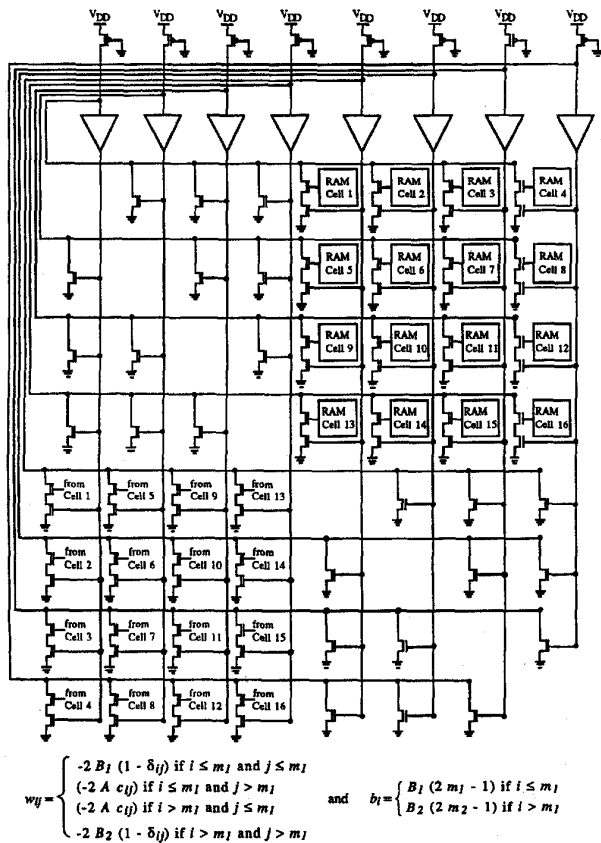 VDD VDD VDD VDD VDD VDD VDD VDD
RAM Cell 1 RAM Cell 2 RAM Cell 3 RAM Cell 4
RAM Cell 5 RAM Cell 6 RAM Cell 7 RAM Cell 8
RAM Cell 9 RAM Cell 10 RAM Cell 11 RAM Cell 12
RAM Cell 13 RAM Cell 14 RAM Cell 15 RAM Cell 16
from Cell 1 from Cell 5 from Cell 9 from Cell 13
from Cell 2 from Cell 6 from Cell 10 from Cell 14
from Cell 3 from Cell 7 from Cell 11 from Cell 15
from Cell 4 from Cell 8 from Cell 12 from Cell 16
-2 B1 (1 - δij) if i ≤ m1 and j ≤ m1
(-2 A cij) if i ≤ m1 and j > m1
wij = (-2 A cij) if i > m1 and j ≤ m1
-2 B2 (1 - δij) if i > m1 and j > m1
and bi = B1 (2 m1 - 1) if i ≤ m1
B2 (2 m2 - 1) if i > m1